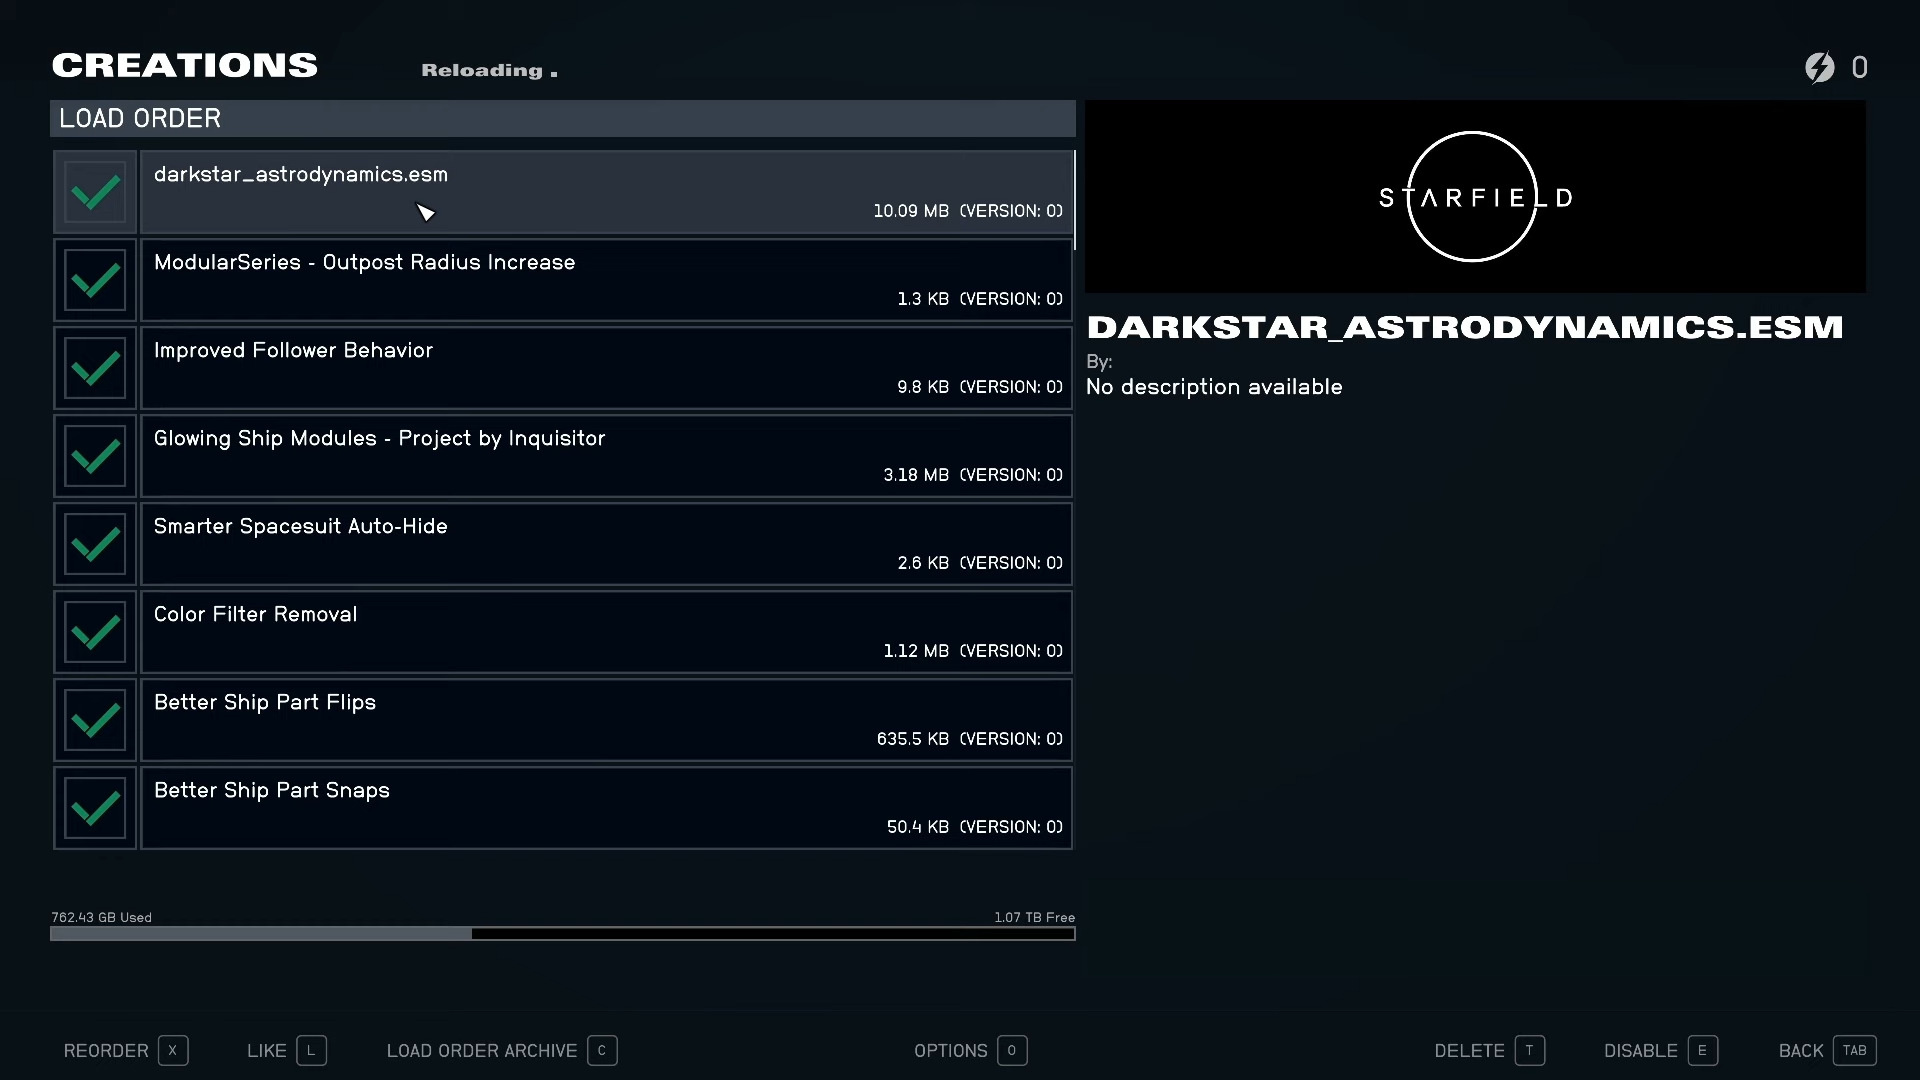 CREATIONS
Reloading .
0
LOAD ORDER
darkstar_astrodynamics.esm
10.09 MB (VERSION: 0)
ModularSeries - Outpost Radius Increase
1.3 KB (VERSION: 0)
Improved Follower Behavior
9.8 KB (VERSION: 0)
Glowing Ship Modules - Project by Inquisitor
3.18 MB (VERSION: 0)
Smarter Spacesuit Auto-Hide
2.6 KB (VERSION: 0)
Color Filter Removal
1.12 MB (VERSION: 0)
Better Ship Part Flips
635.5 KB (VERSION: 0)
Better Ship Part Snaps
50.4 KB (VERSION: 0)
762.43 GB Used
1.07 TB Free
STARFIELD
DARKSTAR_ASTRODYNAMICS.ESM
By:
No description available
REORDER X
LIKE L
LOAD ORDER ARCHIVE C
OPTIONS O
DELETE T
DISABLE E
BACK TAB